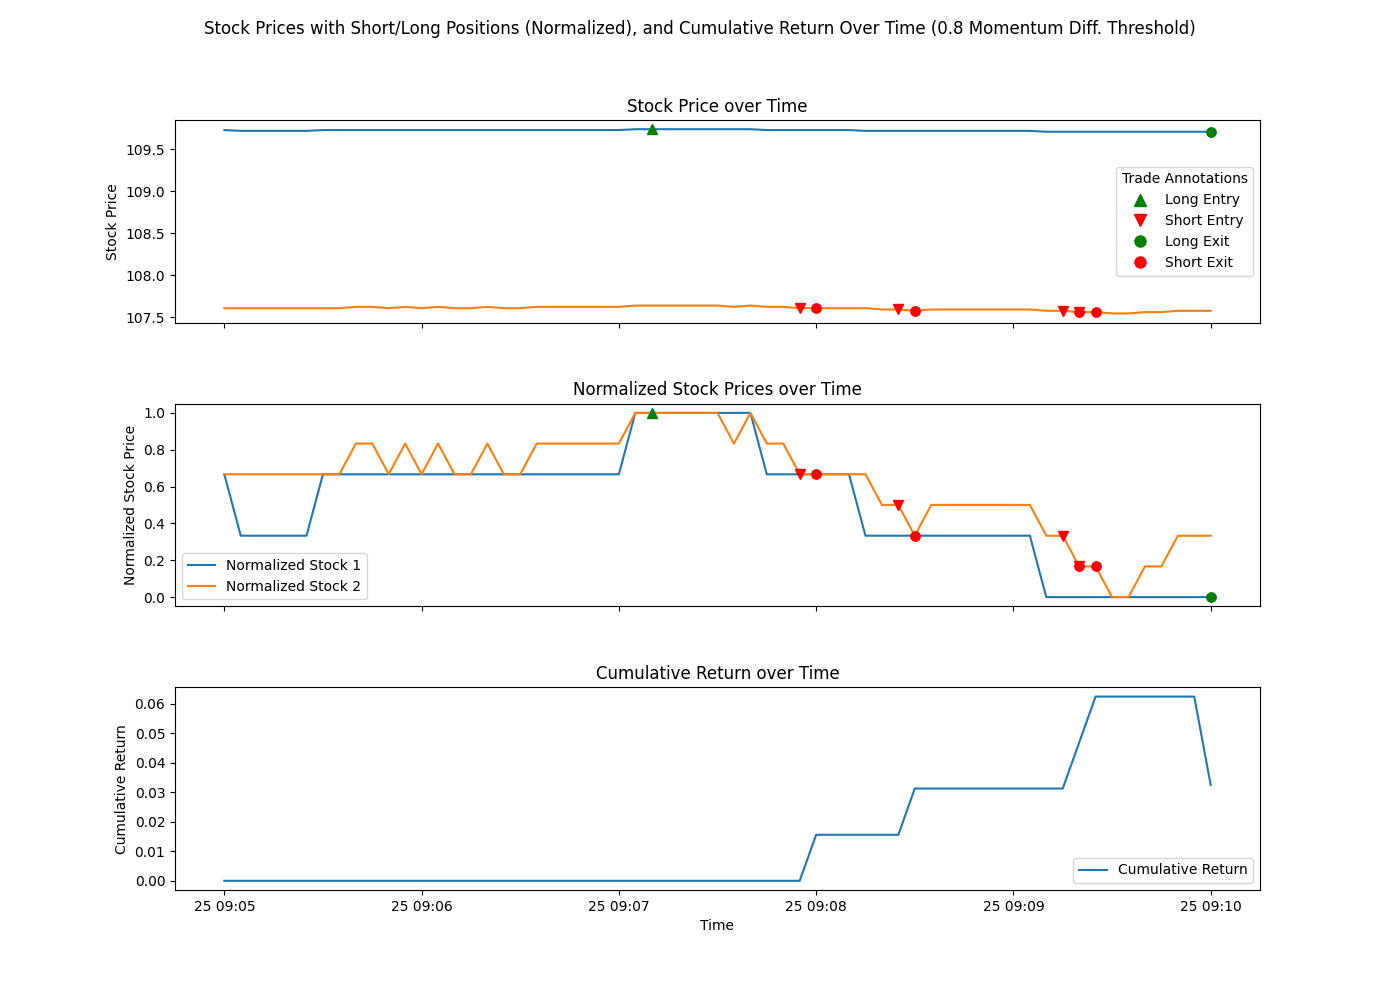 Stock Prices with Short/Long Positions (Normalized), and Cumulative Return Over Time (0.8 Momentum Diff. Threshold)
Stock Price over Time
Stock Price
109.5
109.0
108.5
108.0
107.5
Trade Annotations
Long Entry
Short Entry
Long Exit
Short Exit
Normalized Stock Prices over Time
Normalized Stock Price
1.0
0.8
0.6
0.4
0.2
0.0
Normalized Stock 1
Normalized Stock 2
Cumulative Return over Time
Cumulative Return
0.06
0.05
0.04
0.03
0.02
0.01
0.00
Cumulative Return
25 09:05
25 09:06
25 09:07
25 09:08
25 09:09
25 09:10
Time